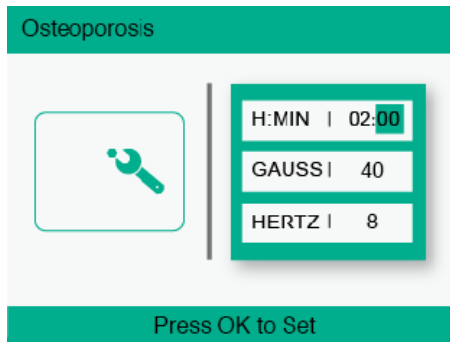 Osteoporosis
H:MIN | 02:00
GAUSS | 40
HERTZ | 8
Press OK to Set